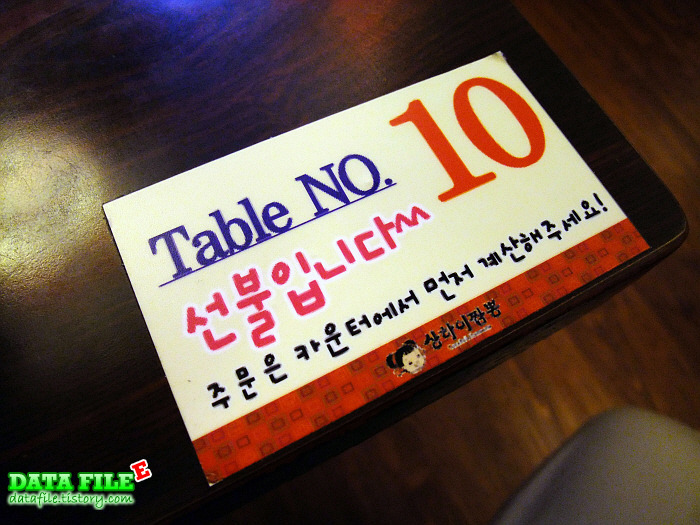 Table NO. 10
선불입니다^^
주문은 카운터에서 먼저 계산해주세요!
상하이짬뽕
DATA FILE E
datafile.tistory.com